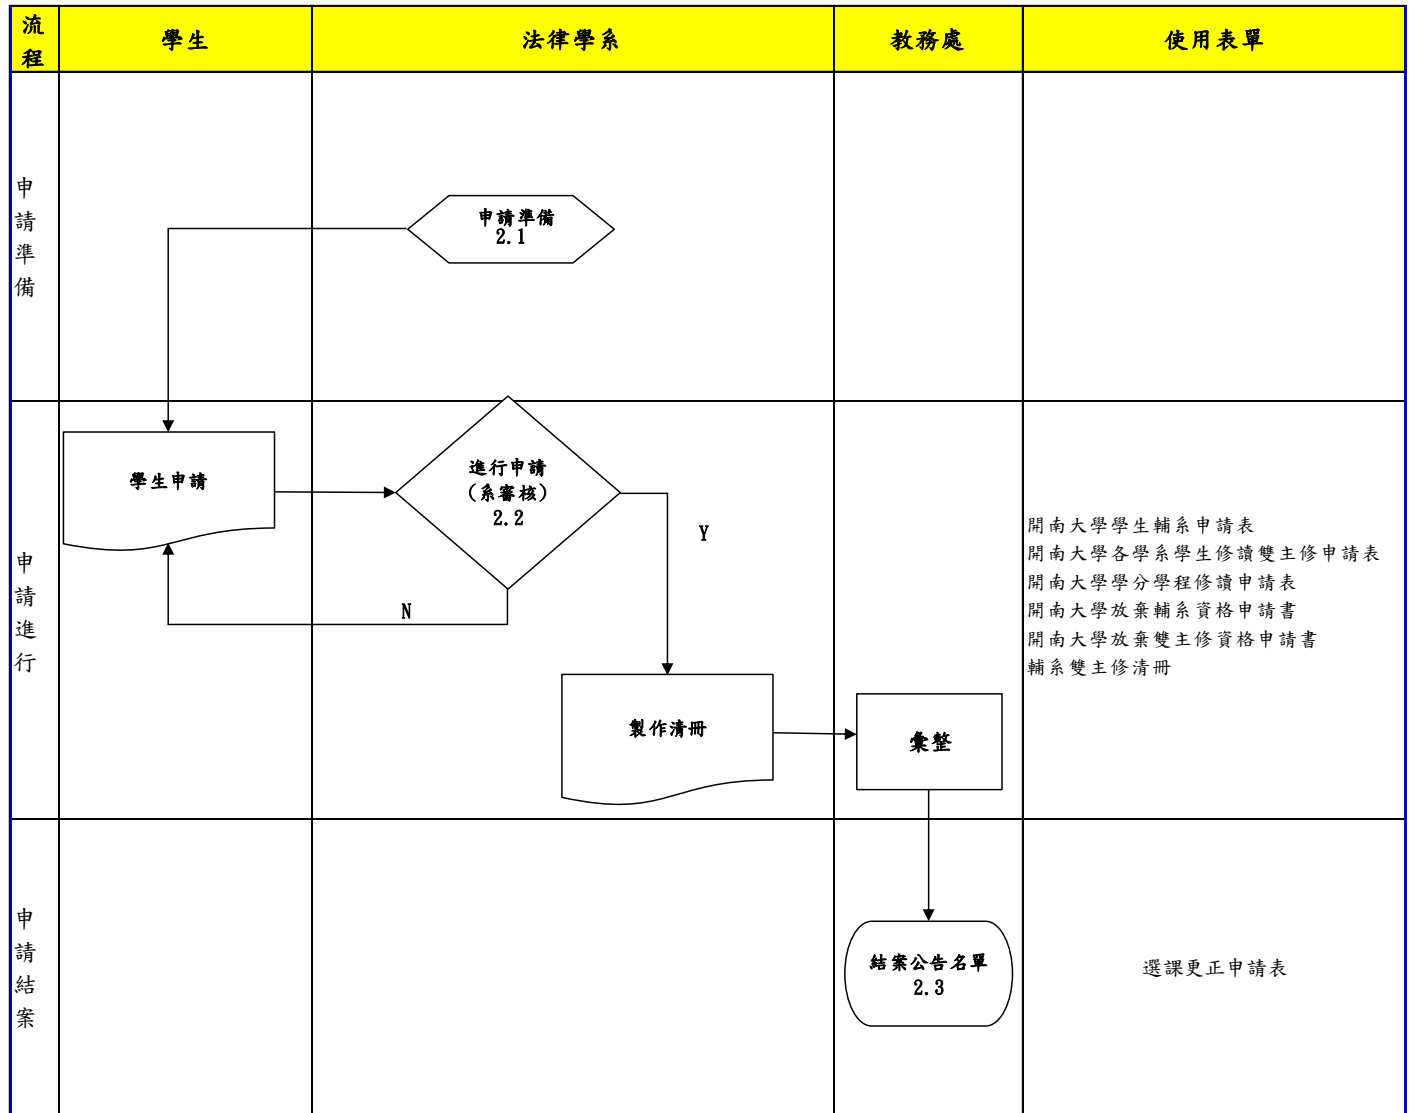 流程
學生
法律學系
教務處
使用表單
申請準備
申請準備
2.1
申請進行
學生申請
進行申請
(系審核)
2.2
Y
N
製作清冊
彙整
開南大學學生輔系申請表
開南大學各學系學生修讀雙主修申請表
開南大學學分學程修讀申請表
開南大學放棄輔系資格申請書
開南大學放棄雙主修資格申請書
輔系雙主修清冊
申請結案
結案公告名單
2.3
選課更正申請表